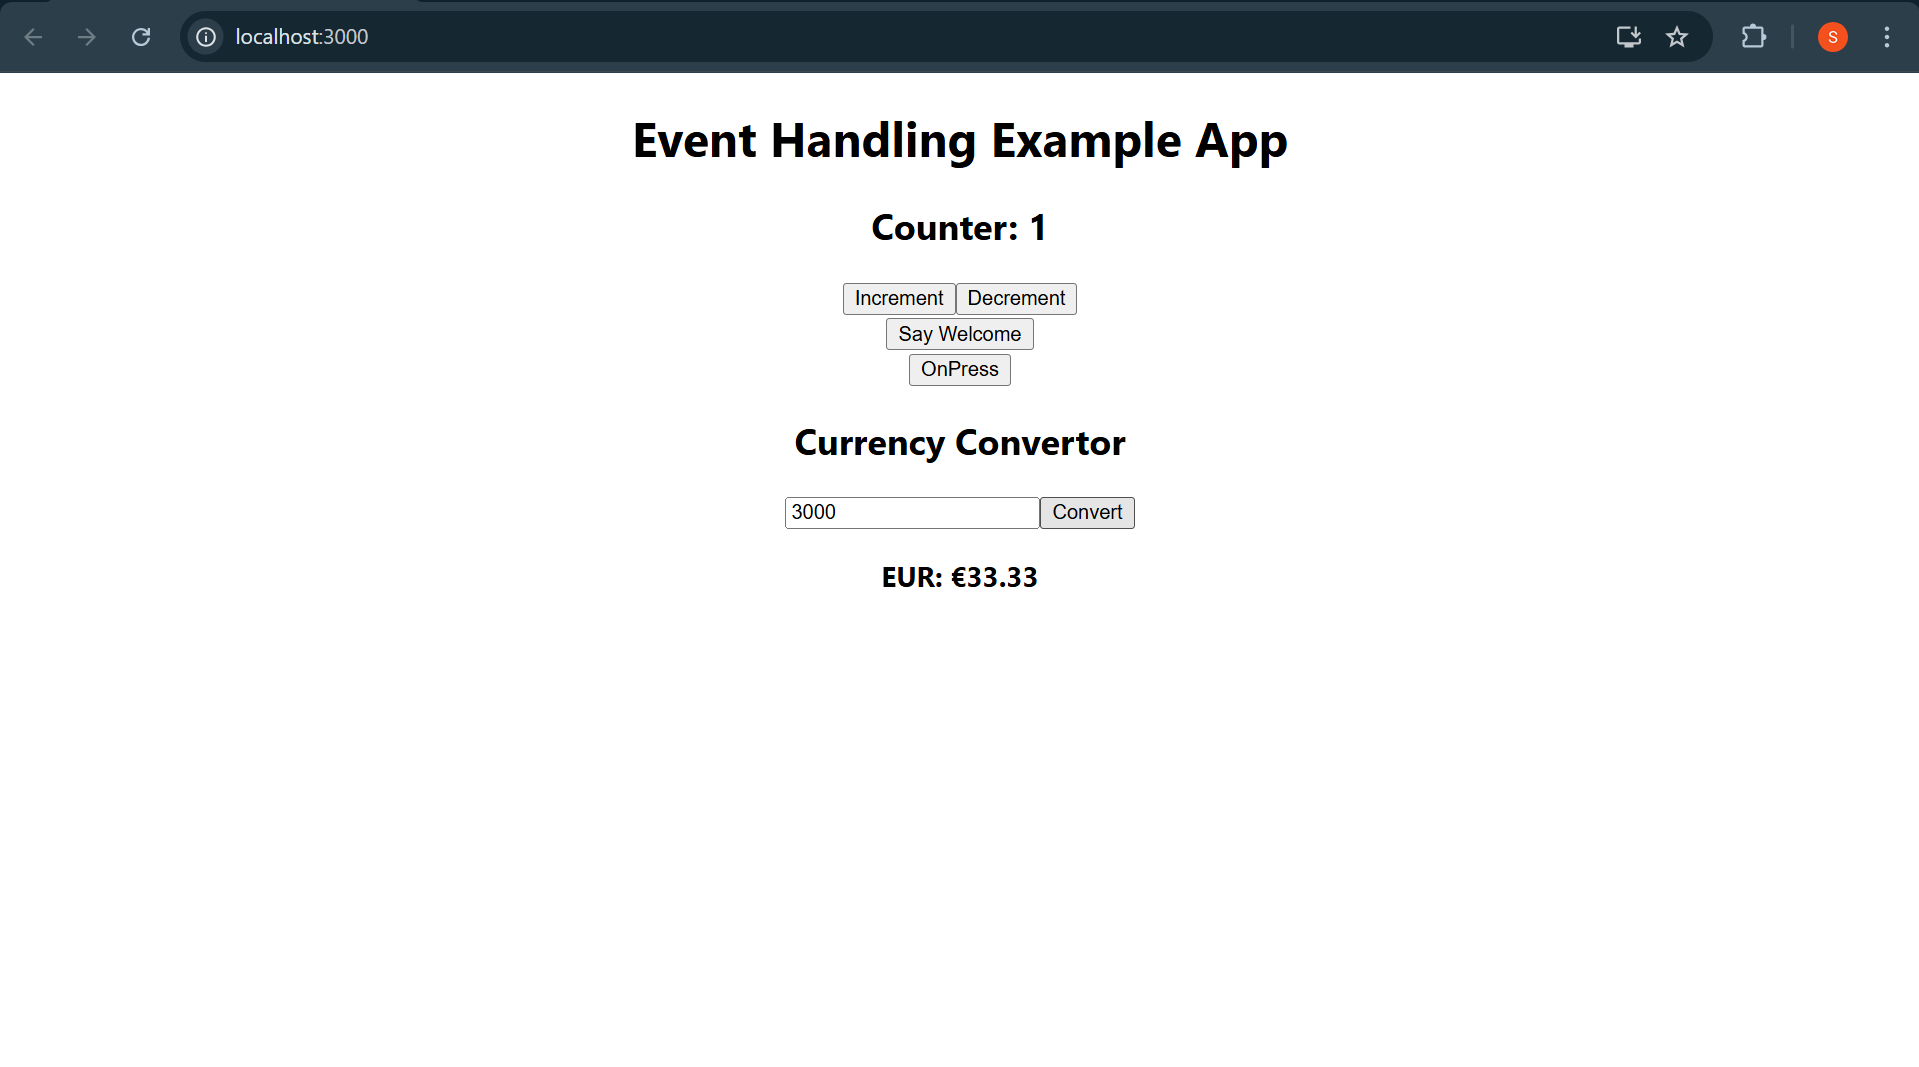 localhost:3000
S
Event Handling Example App
Counter: 1
Increment Decrement
Say Welcome
OnPress
Currency Convertor
3000 Convert
EUR: €33.33